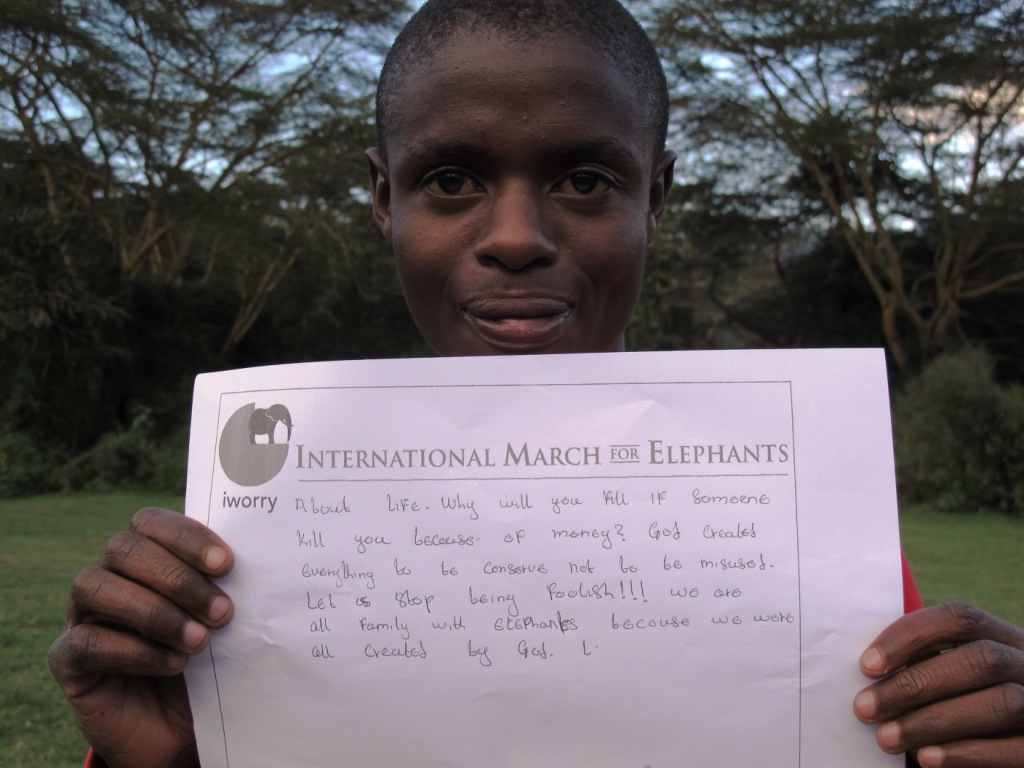 INTERNATIONAL MARCH FOR ELEPHANTS
iworry
About Life. Why will you kill if someone
kill you because of money? God created
everything to be conserve not to be misused.
Let us stop being foolish!!! we are
all family with elephants because we were
all created by God. L.